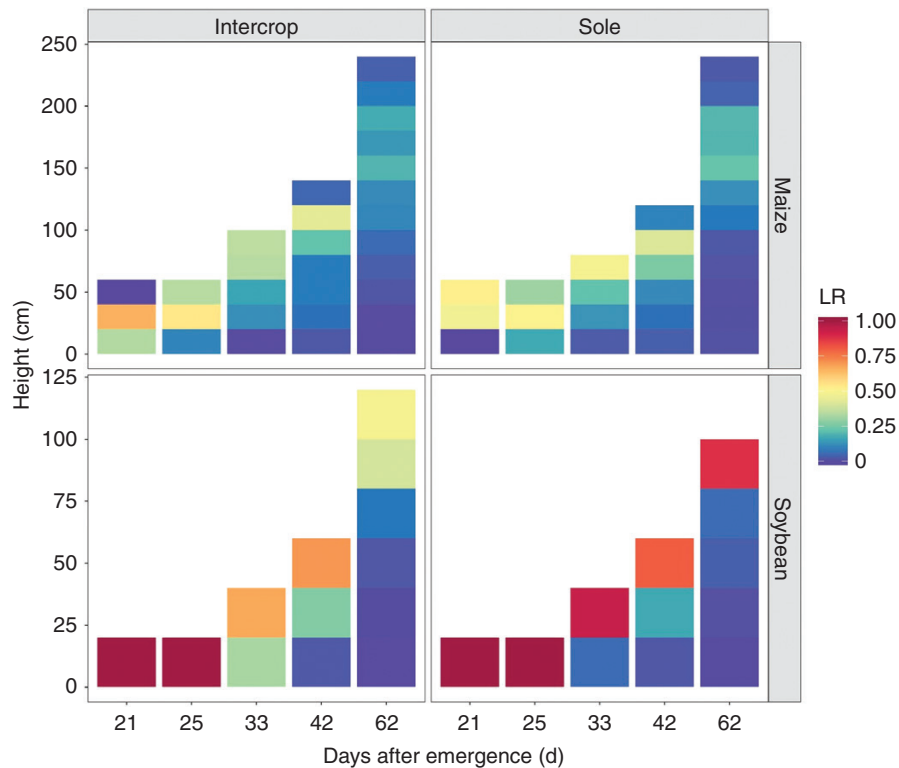 Intercrop
Sole
250
200
150
100
50
0
Maize
125
100
75
50
25
0
Soybean
Height (cm)
21 25 33 42 62
21 25 33 42 62
Days after emergence (d)
LR
1.00
0.75
0.50
0.25
0